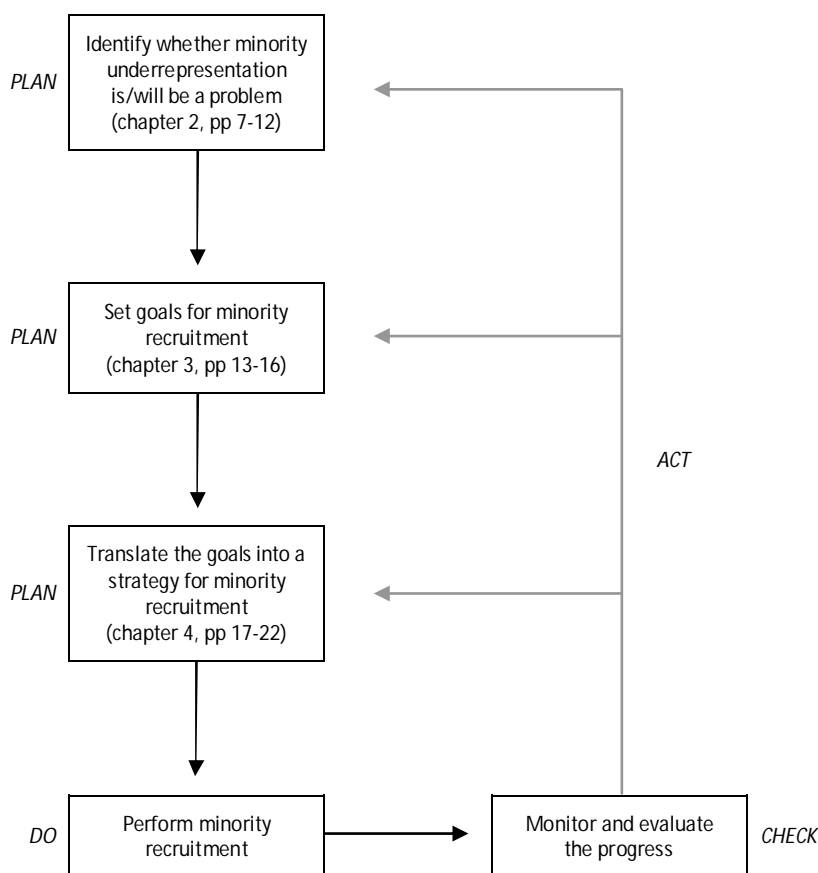 Identify whether minority
underrepresentation
is/will be a problem
(chapter 2, pp 7-12)
PLAN
Set goals for minority
recruitment
(chapter 3, pp 13-16)
PLAN
ACT
Translate the goals into a
strategy for minority
recruitment
(chapter 4, pp 17-22)
PLAN
DO
Perform minority
recruitment
Monitor and evaluate
the progress
CHECK